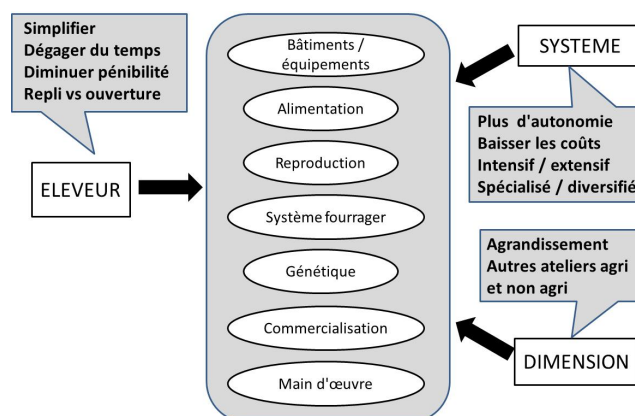 Simplifier
Dégager du temps
Diminuer pénibilité
Repli vs ouverture
ELEVEUR
Bâtiments /
équipements
Alimentation
Reproduction
Système fourrager
Génétique
Commercialisation
Main d'œuvre
SYSTEME
Plus d'autonomie
Baisser les coûts
Intensif / extensif
Spécialisé / diversifié
Agrandissement
Autres ateliers agri
et non agri
DIMENSION